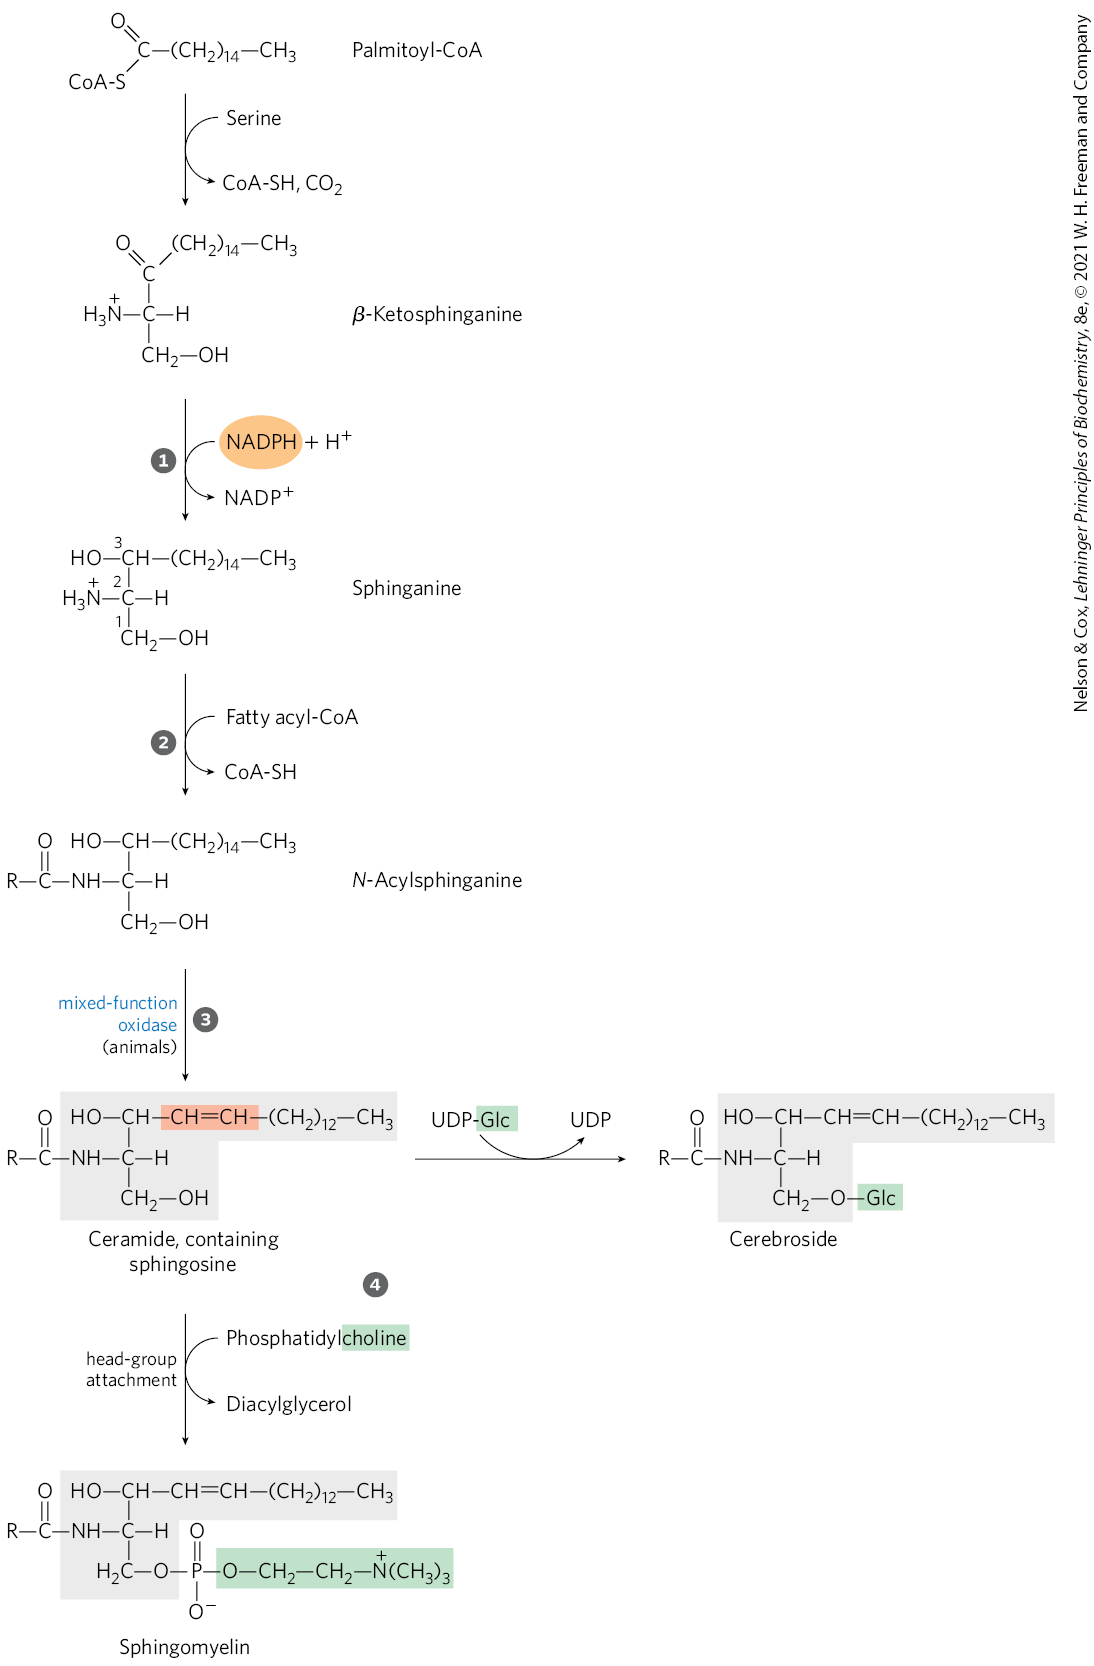 O
C—(CH₂)₁₄—CH₃
CoA-S
Palmitoyl-CoA
Serine
CoA-SH, CO₂
O (CH₂)₁₄—CH₃
C
H₃N⁺—C—H
CH₂—OH
β-Ketosphinganine
1
NADPH + H⁺
NADP⁺
HO—³CH—(CH₂)₁₄—CH₃
H₃N⁺—²C—H
¹CH₂—OH
Sphinganine
2
Fatty acyl-CoA
CoA-SH
O HO—CH—(CH₂)₁₄—CH₃
R—C—NH—C—H
CH₂—OH
N-Acylsphinganine
mixed-function
oxidase
(animals)
3
O HO—CH—CH=CH—(CH₂)₁₂—CH₃
R—C—NH—C—H
CH₂—OH
Ceramide, containing
sphingosine
UDP-Glc UDP
O HO—CH—CH=CH—(CH₂)₁₂—CH₃
R—C—NH—C—H
CH₂—O—Glc
Cerebroside
4
Phosphatidylcholine
head-group
attachment
Diacylglycerol
O HO—CH—CH=CH—(CH₂)₁₂—CH₃
R—C—NH—C—H O
H₂C—O—P—O—CH₂—CH₂—N⁺(CH₃)₃
O⁻
Sphingomyelin
Nelson & Cox, Lehninger Principles of Biochemistry, 8e, © 2021 W. H. Freeman and Company